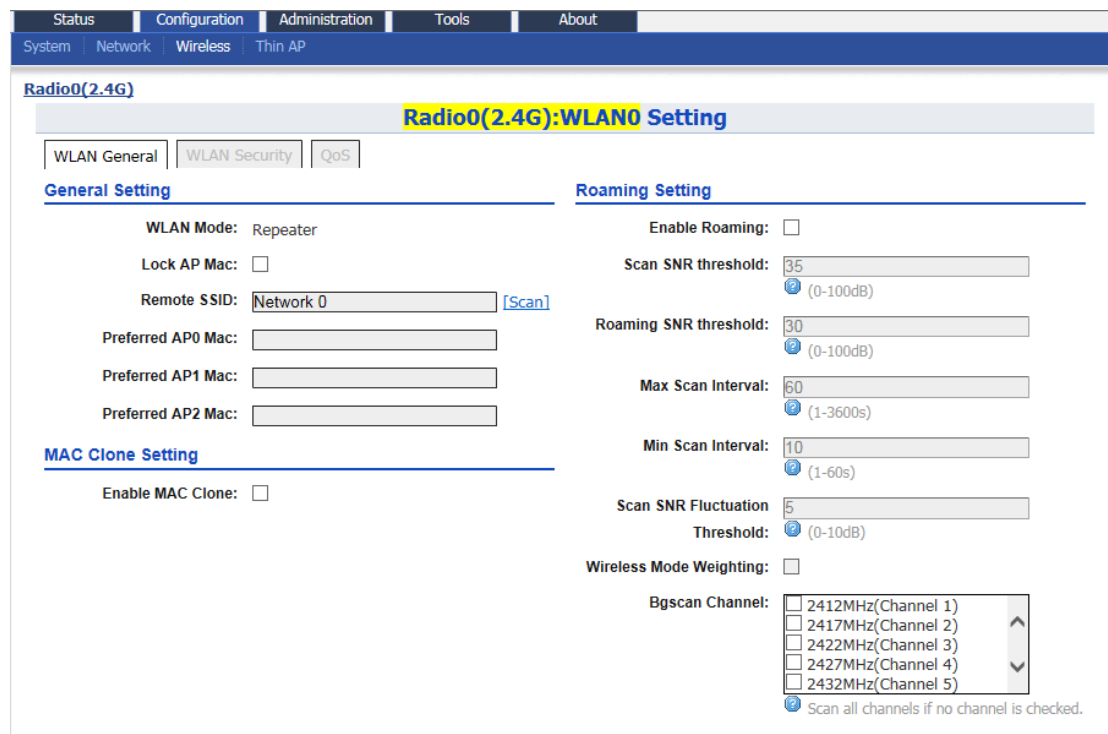 Status Configuration Administration Tools About
System Network Wireless Thin AP
Radio0(2.4G)
Radio0(2.4G):WLAN0 Setting
WLAN General WLAN Security QoS
General Setting
WLAN Mode: Repeater
Lock AP Mac:
Remote SSID: Network 0 [Scan]
Preferred AP0 Mac:
Preferred AP1 Mac:
Preferred AP2 Mac:
MAC Clone Setting
Enable MAC Clone:
Roaming Setting
Enable Roaming:
Scan SNR threshold: 35
? (0-100dB)
Roaming SNR threshold: 30
? (0-100dB)
Max Scan Interval: 60
? (1-3600s)
Min Scan Interval: 10
? (1-60s)
Scan SNR Fluctuation 5
Threshold: ? (0-10dB)
Wireless Mode Weighting:
Bgscan Channel: 2412MHz(Channel 1)
2417MHz(Channel 2)
2422MHz(Channel 3)
2427MHz(Channel 4)
2432MHz(Channel 5)
? Scan all channels if no channel is checked.